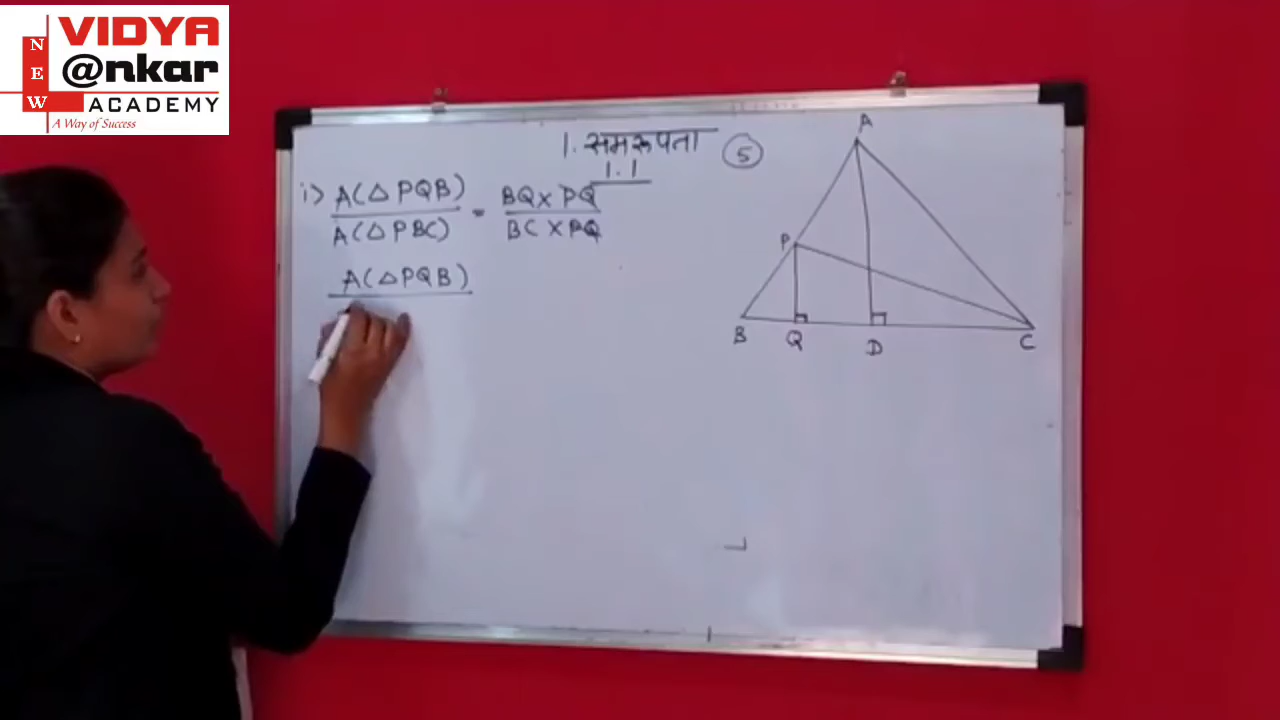 NEW
VIDYA
@nkar
ACADEMY
A Way of Success
1. समरूपता
1.1
5
i) A(△PQB) / A(△PBC) = BQ × PQ / BC × PQ
A(△PQB)
A
P
B
Q
D
C